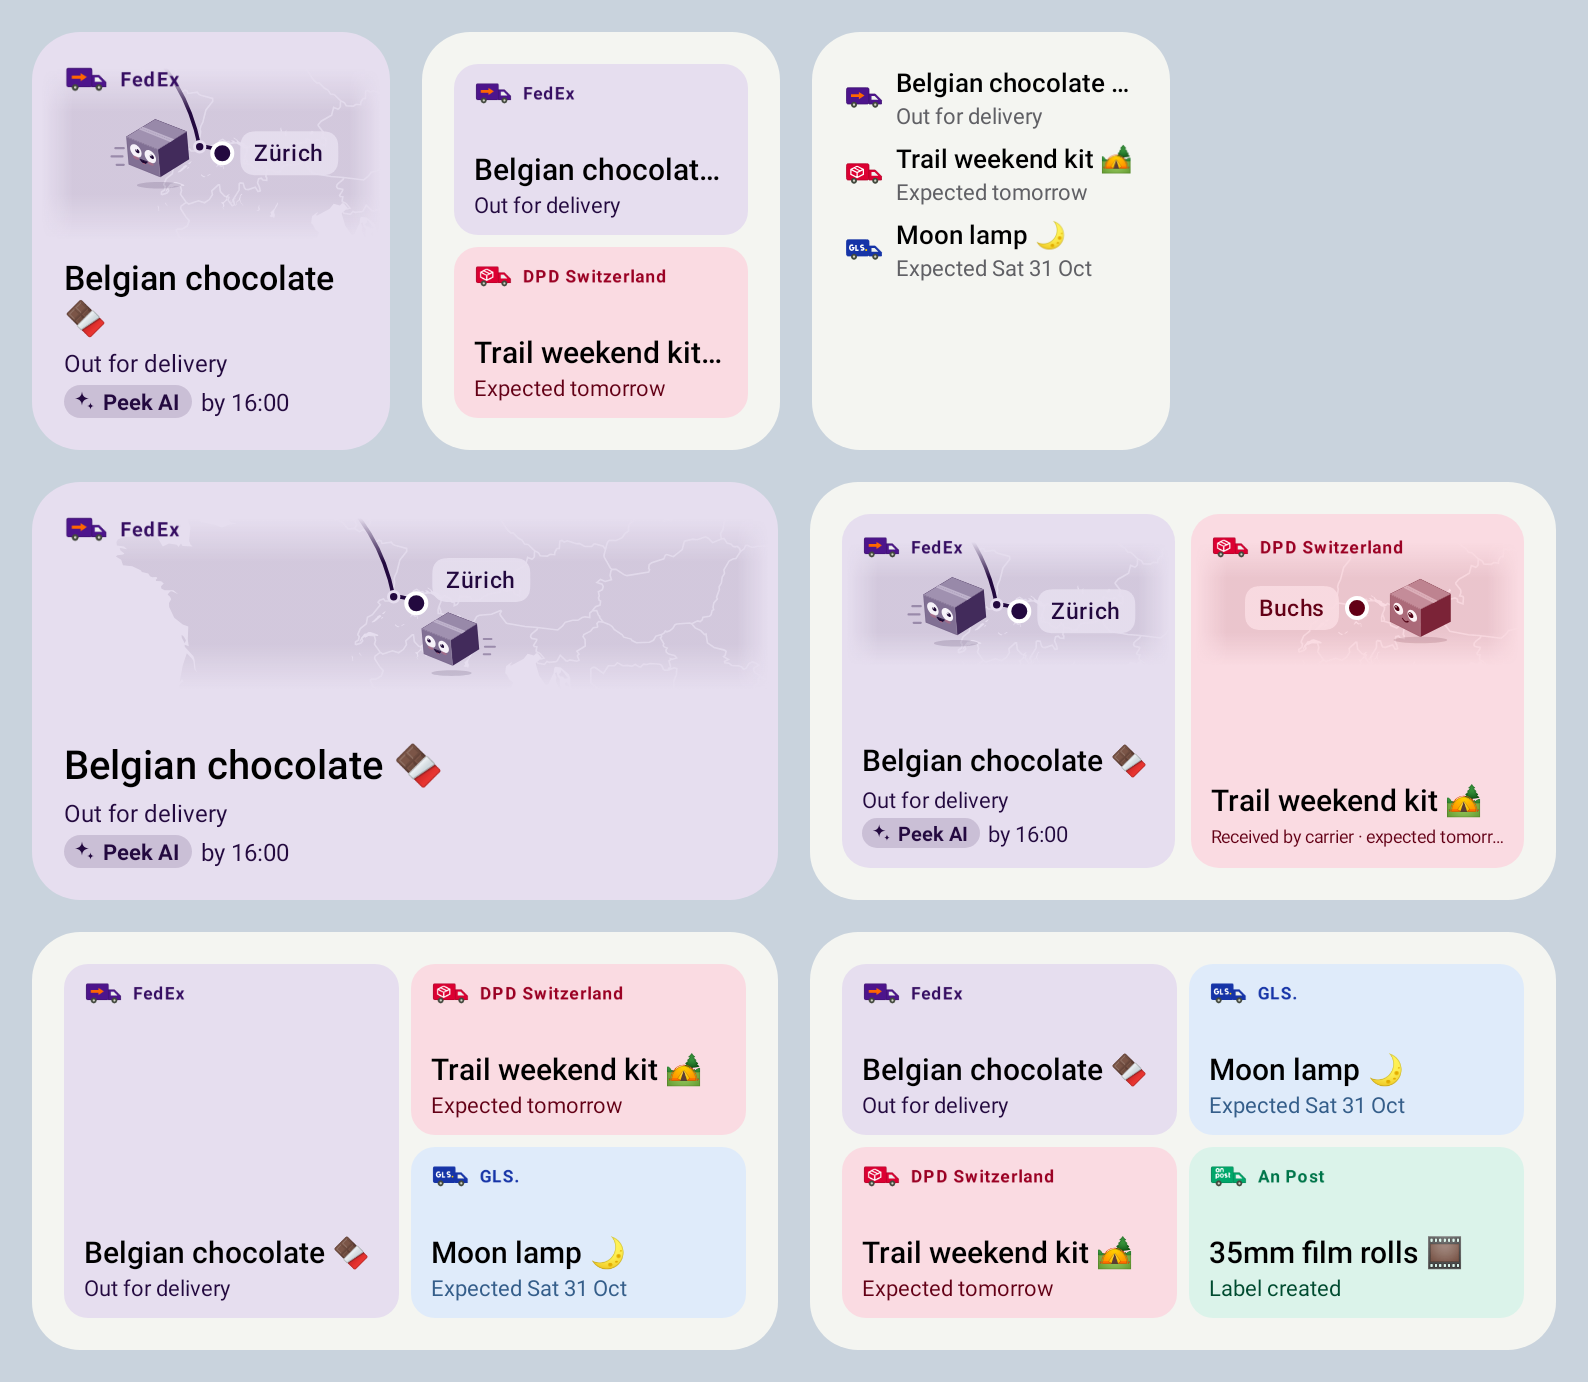 FedEx
Zürich
Belgian chocolate
🍫
Out for delivery
Peek AI by 16:00
FedEx
Belgian chocolat...
Out for delivery
DPD Switzerland
Trail weekend kit...
Expected tomorrow
Belgian chocolate ...
Out for delivery
Trail weekend kit 🏕️
Expected tomorrow
GLS.
Moon lamp 🌙
Expected Sat 31 Oct
FedEx
Zürich
Belgian chocolate 🍫
Out for delivery
Peek AI by 16:00
FedEx
Zürich
Belgian chocolate 🍫
Out for delivery
Peek AI by 16:00
DPD Switzerland
Buchs
Trail weekend kit 🏕️
Received by carrier · expected tomorr...
FedEx
Belgian chocolate 🍫
Out for delivery
DPD Switzerland
Trail weekend kit 🏕️
Expected tomorrow
GLS. GLS.
Moon lamp 🌙
Expected Sat 31 Oct
FedEx
Belgian chocolate 🍫
Out for delivery
GLS. GLS.
Moon lamp 🌙
Expected Sat 31 Oct
DPD Switzerland
Trail weekend kit 🏕️
Expected tomorrow
an post An Post
35mm film rolls 🎞️
Label created